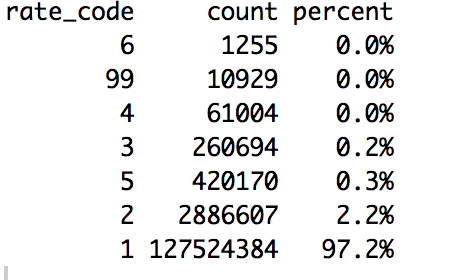 rate_code count percent
6 1255 0.0%
99 10929 0.0%
4 61004 0.0%
3 260694 0.2%
5 420170 0.3%
2 2886607 2.2%
1 127524384 97.2%